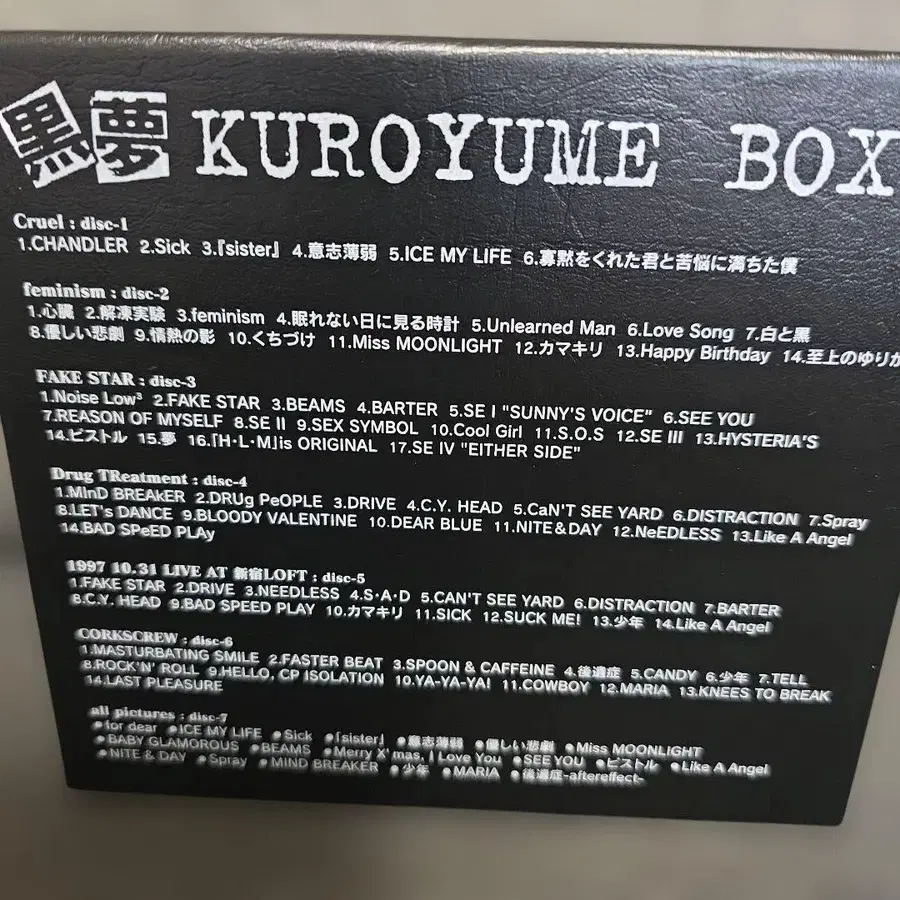 黒夢 KUROYUME BOX
Cruel : disc-1
1.CHANDLER 2.Sick 3.『sister』 4.意志薄弱 5.ICE MY LIFE 6.寡黙をくれた君と苦悩に満ちた僕
feminism : disc-2
1.心臓 2.解凍実験 3.feminism 4.眠れない日に見る時計 5.Unlearned Man 6.Love Song 7.白と黒
8.優しい悲劇 9.情熱の影 10.くちづけ 11.Miss MOONLIGHT 12.カマキリ 13.Happy Birthday 14.至上のゆりか
FAKE STAR : disc-3
1.Noise Low³ 2.FAKE STAR 3.BEAMS 4.BARTER 5.SE I "SUNNY'S VOICE" 6.SEE YOU
7.REASON OF MYSELF 8.SE II 9.SEX SYMBOL 10.Cool Girl 11.S.O.S 12.SE III 13.HYSTERIA'S
14.ピストル 15.夢 16.「H・L・M」is ORIGINAL 17.SE IV "EITHER SIDE"
Drug TReatment : disc-4
1.MInD BREAkER 2.DRUg PeOPLE 3.DRIVE 4.C.Y. HEAD 5.CaN'T SEE YARD 6.DISTRACTION 7.Spray
8.LET's DANCE 9.BLOODY VALENTINE 10.DEAR BLUE 11.NITE&DAY 12.NeEDLESS 13.Like A Angel
14.BAD SPeED PLAy
1997 10.31 LIVE AT 新宿LOFT : disc-5
1.FAKE STAR 2.DRIVE 3.NEEDLESS 4.S・A・D 5.CAN'T SEE YARD 6.DISTRACTION 7.BARTER
8.C.Y. HEAD 9.BAD SPEED PLAY 10.カマキリ 11.SICK 12.SUCK ME! 13.少年 14.Like A Angel
CORKSCREW : disc-6
1.MASTURBATING SMILE 2.FASTER BEAT 3.SPOON & CAFFEINE 4.後遺症 5.CANDY 6.少年 7.TELL
8.ROCK'N' ROLL 9.HELLO, CP ISOLATION 10.YA-YA-YA! 11.COWBOY 12.MARIA 13.KNEES TO BREAK
14.LAST PLEASURE
all pictures : disc-7
●for dear ●ICE MY LIFE ●Sick ●『sister』 ●意志薄弱 ●優しい悲劇 ●Miss MOONLIGHT
●BABY GLAMOROUS ●BEAMS ●Merry X'mas, I Love You ●SEE YOU ●ピストル ●Like A Angel
●NITE & DAY ●Spray ●MIND BREAKER ●少年 ●MARIA ●後遺症-aftereffect-